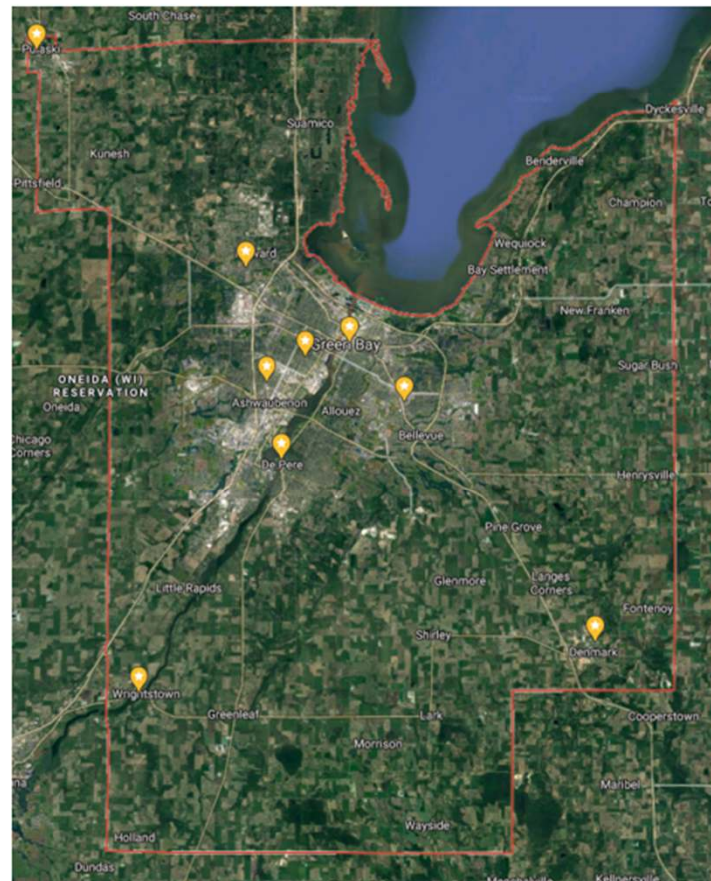 South Chase
Pulaski
Suamico
Dyckesville
Kunesh
Benderville
Pittsfield
Champion
Wequiock
Bay Settlement
New Franken
Green Bay
Sugar Bush
ONEIDA (WI)
RESERVATION
Oneida
Ashwaubenon
Allouez
Chicago
Corners
Bellevue
De Pere
Henrysville
Pine Grove
Little Rapids
Glenmore
Langes
Corners
Fontenoy
Shirley
Denmark
Wrightstown
Greenleaf
Lark
Cooperstown
Morrison
Maribel
Wayside
Holland
Dundas
Kellnersville